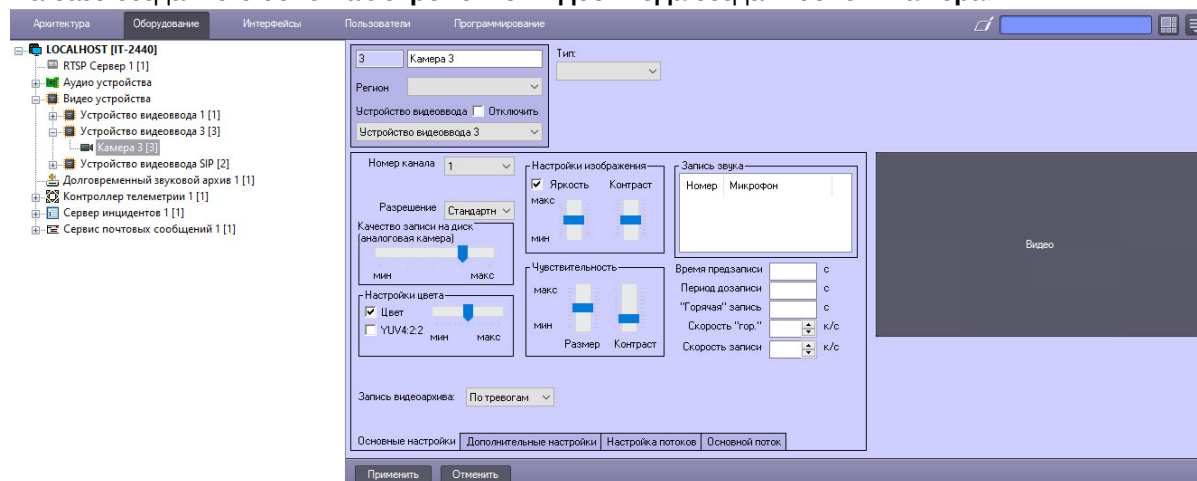 Архитектура Оборудование Интерфейсы Пользователи Программирование
LOCALHOST [IT-2440]
RTSP Сервер 1 [1]
Аудио устройства
Видео устройства
Устройство видеоввода 1 [1]
Устройство видеоввода 3 [3]
Камера 3 [3]
Устройство видеоввода SIP [2]
Долговременный звуковой архив 1 [1]
Контроллер телеметрии 1 [1]
Сервер инцидентов 1 [1]
Сервис почтовых сообщений 1 [1]
3 Камера 3
Тип:
Регион
Устройство видеоввода Отключить
Устройство видеоввода 3
Номер канала 1
Разрешение Стандартн
Качество записи на диск
(аналоговая камера)
мин макс
Настройки цвета
Цвет
YUV4:2:2
мин макс
Настройки изображения
Яркость Контраст
макс
мин
Чувствительность
макс
мин
Размер Контраст
Запись звука
Номер Микрофон
Время предзаписи с
Период дозаписи с
"Горячая" запись с
Скорость "гор." к/с
Скорость записи к/с
Видео
Запись видеоархива: По тревогам
Основные настройки Дополнительные настройки Настройка потоков Основной поток
Применить Отменить